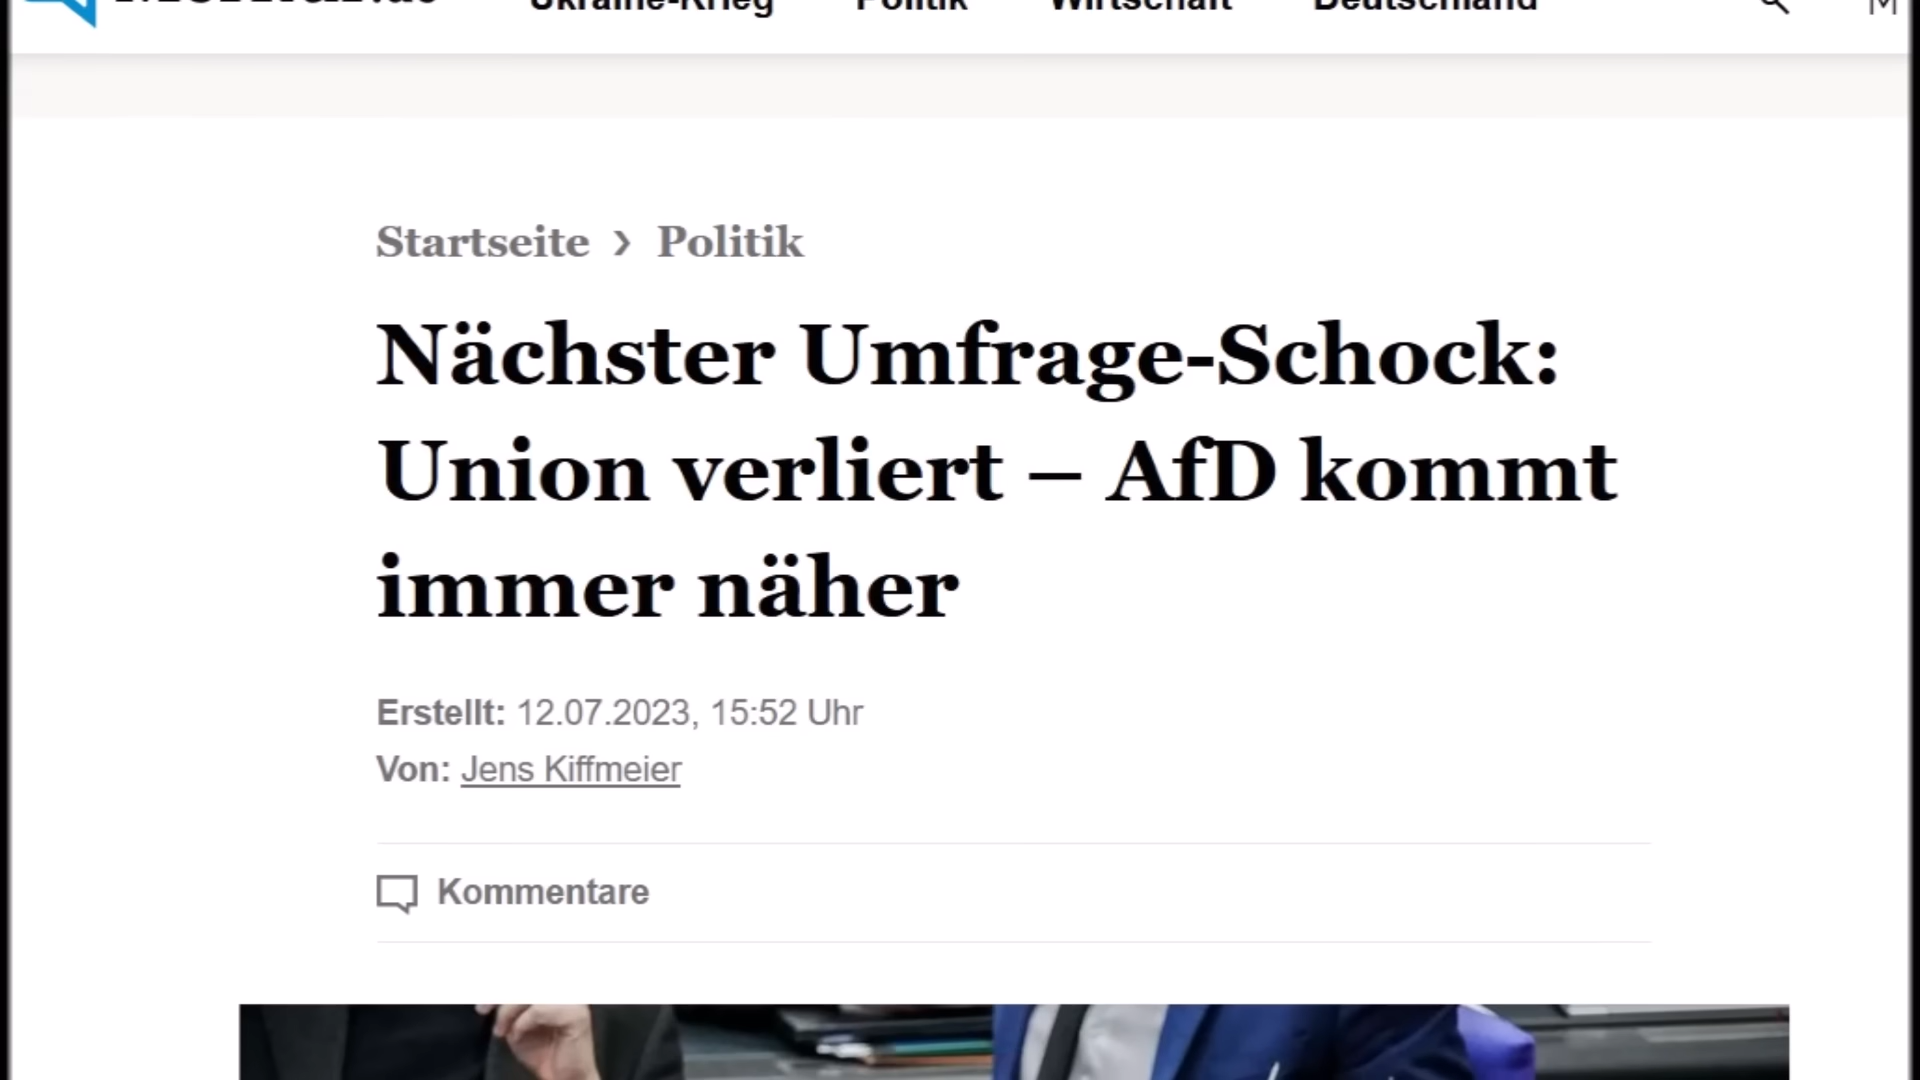 Ukraine-Krieg Politik Wirtschaft Deutschland M
Startseite › Politik
Nächster Umfrage-Schock:
Union verliert – AfD kommt
immer näher
Erstellt: 12.07.2023, 15:52 Uhr
Von: Jens Kiffmeier
Kommentare